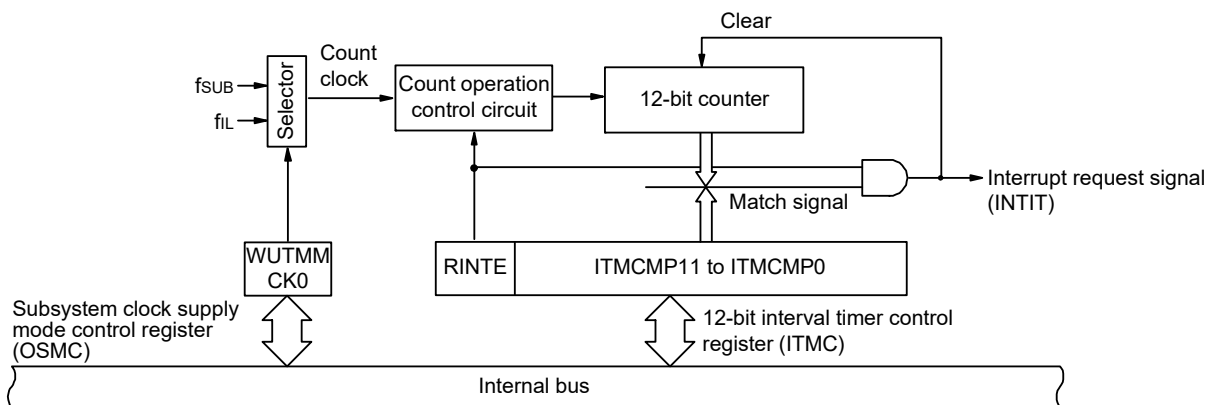 Clear
Count
clock
Selector
fSUB
fIL
Count operation
control circuit
12-bit counter
Match signal
Interrupt request signal
(INTIT)
WUTMM
CK0
RINTE
ITMCMP11 to ITMCMP0
Subsystem clock supply
mode control register
(OSMC)
12-bit interval timer control
register (ITMC)
Internal bus